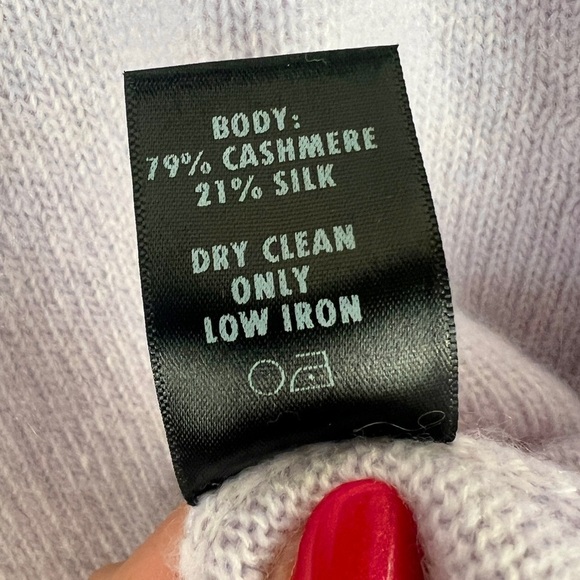 BODY:
79% CASHMERE
21% SILK
DRY CLEAN
ONLY
LOW IRON